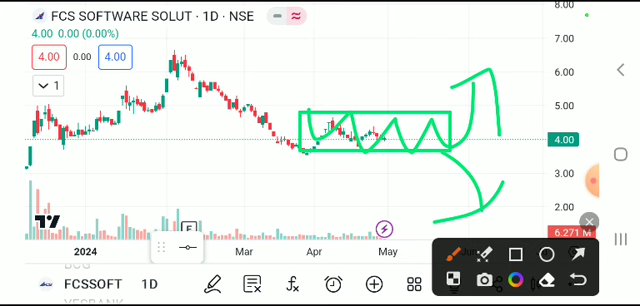 FCS SOFTWARE SOLUT · 1D · NSE
4.00 0.00 (0.00%)
4.00 0.00 4.00
1
8.00
7.00
6.00
5.00
4.00
3.00
2.00
6.271 M
E
2024 Mar Apr May
FCSSOFT 1D